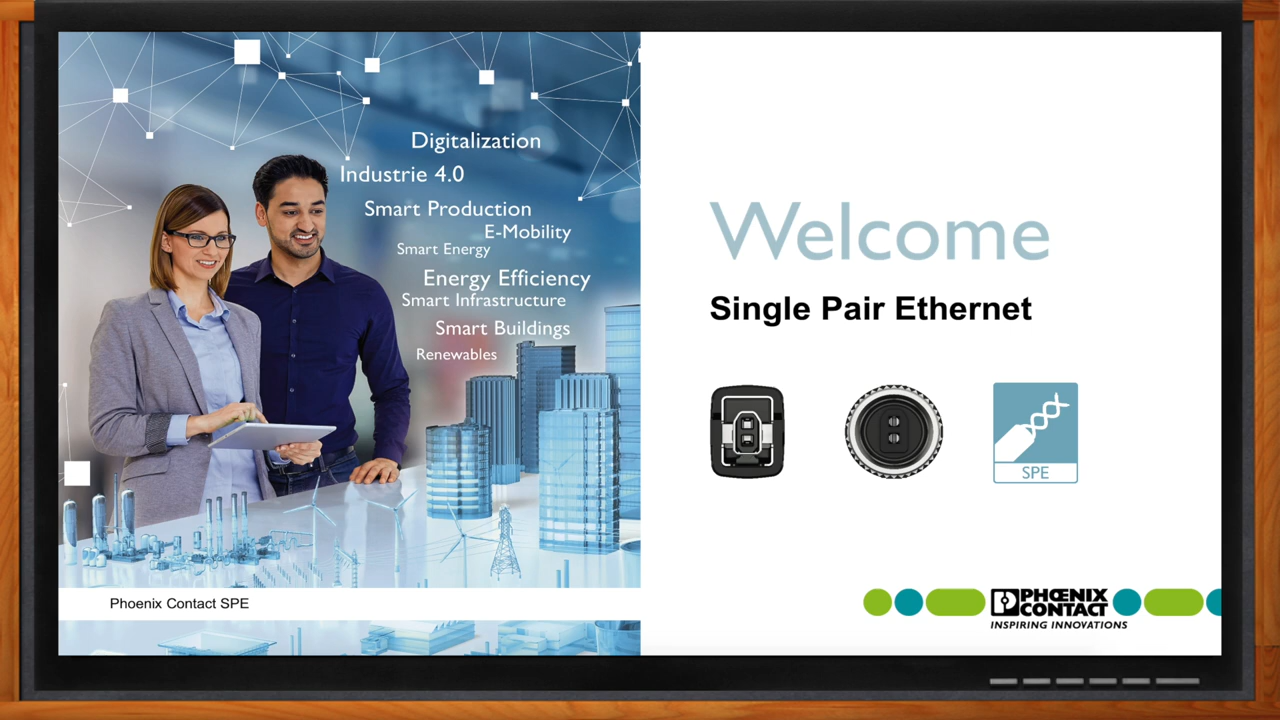 Digitalization
Industrie 4.0
Smart Production
E-Mobility
Smart Energy
Energy Efficiency
Smart Infrastructure
Smart Buildings
Renewables
Phoenix Contact SPE
Welcome
Single Pair Ethernet
SPE
PHŒNIX
CONTACT
INSPIRING INNOVATIONS